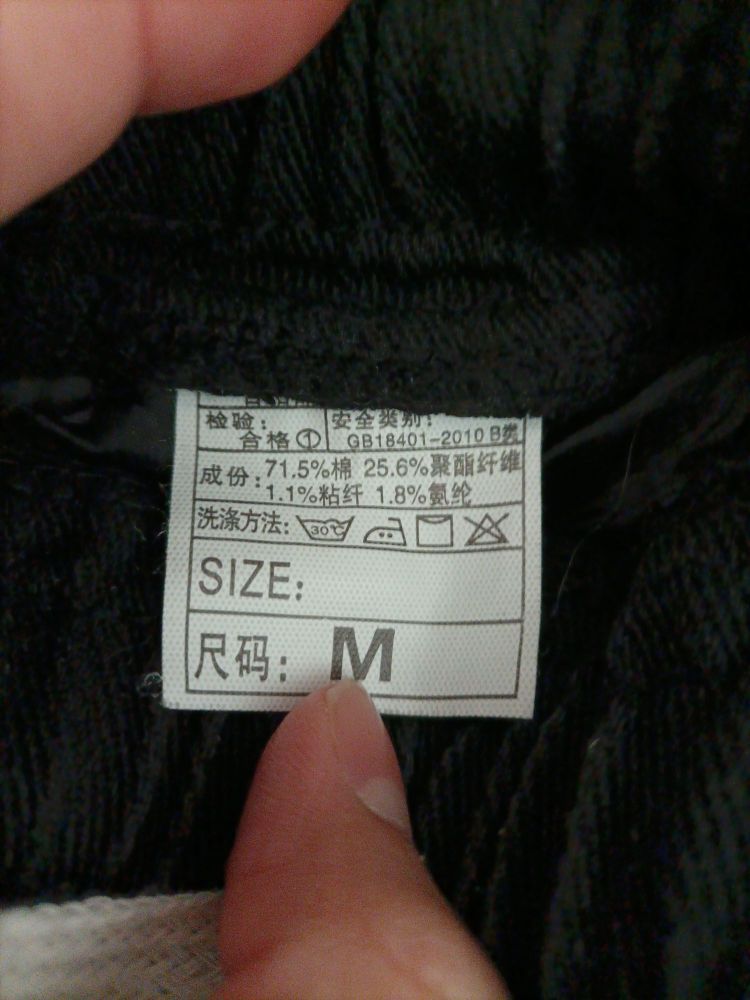 检验：
合格①
安全类别：
GB18401-2010 B类
成份：71.5%棉 25.6%聚酯纤维
1.1%粘纤 1.8%氨纶
洗涤方法： 30℃
SIZE：
尺码： M